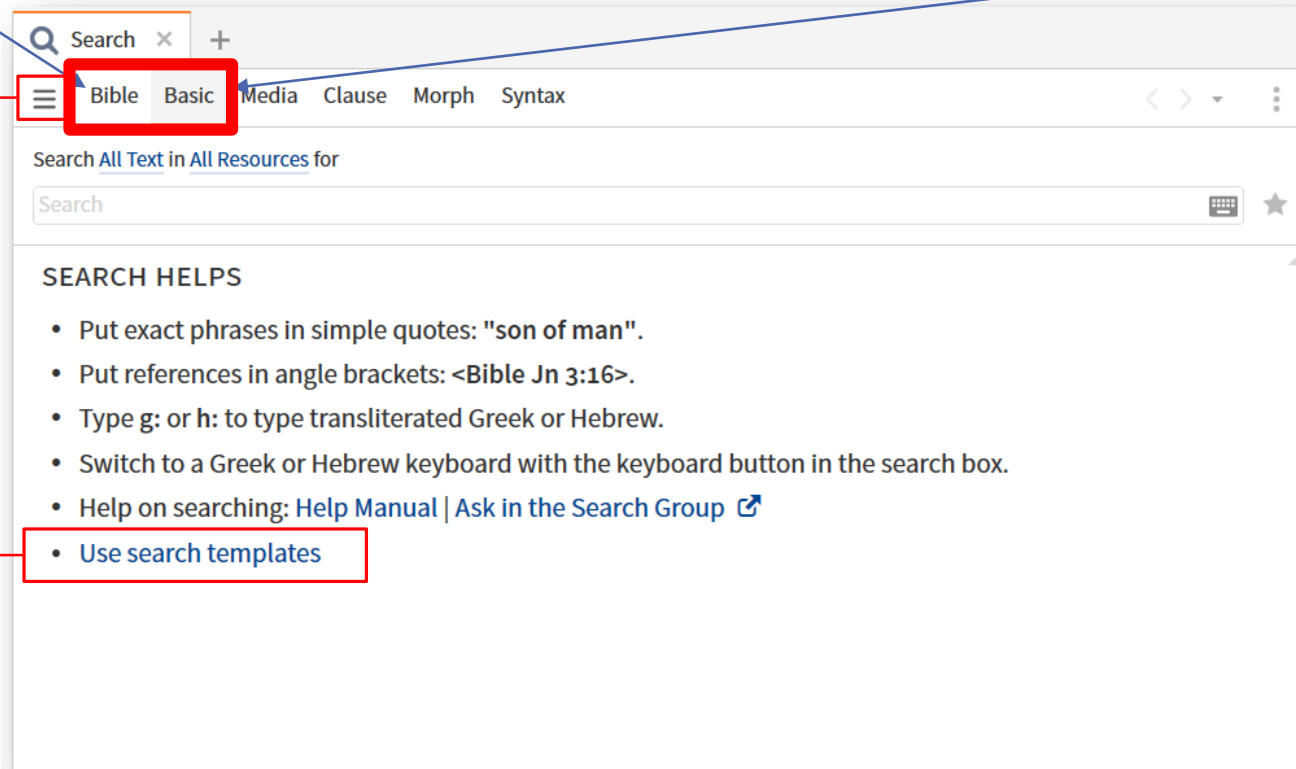 Search
Bible Basic Media Clause Morph Syntax
Search All Text in All Resources for
Search
SEARCH HELPS
• Put exact phrases in simple quotes: "son of man".
• Put references in angle brackets: <Bible Jn 3:16>.
• Type g: or h: to type transliterated Greek or Hebrew.
• Switch to a Greek or Hebrew keyboard with the keyboard button in the search box.
• Help on searching: Help Manual | Ask in the Search Group
• Use search templates